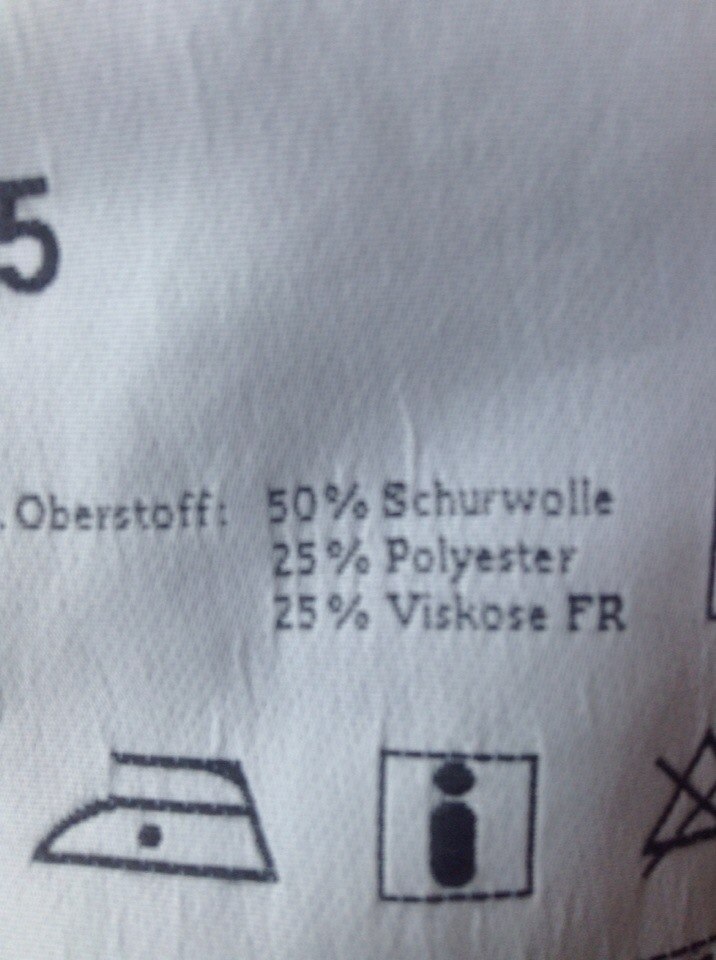 5
. Oberstoff: 50% Schurwolle
25% Polyester
25% Viskose FR
i